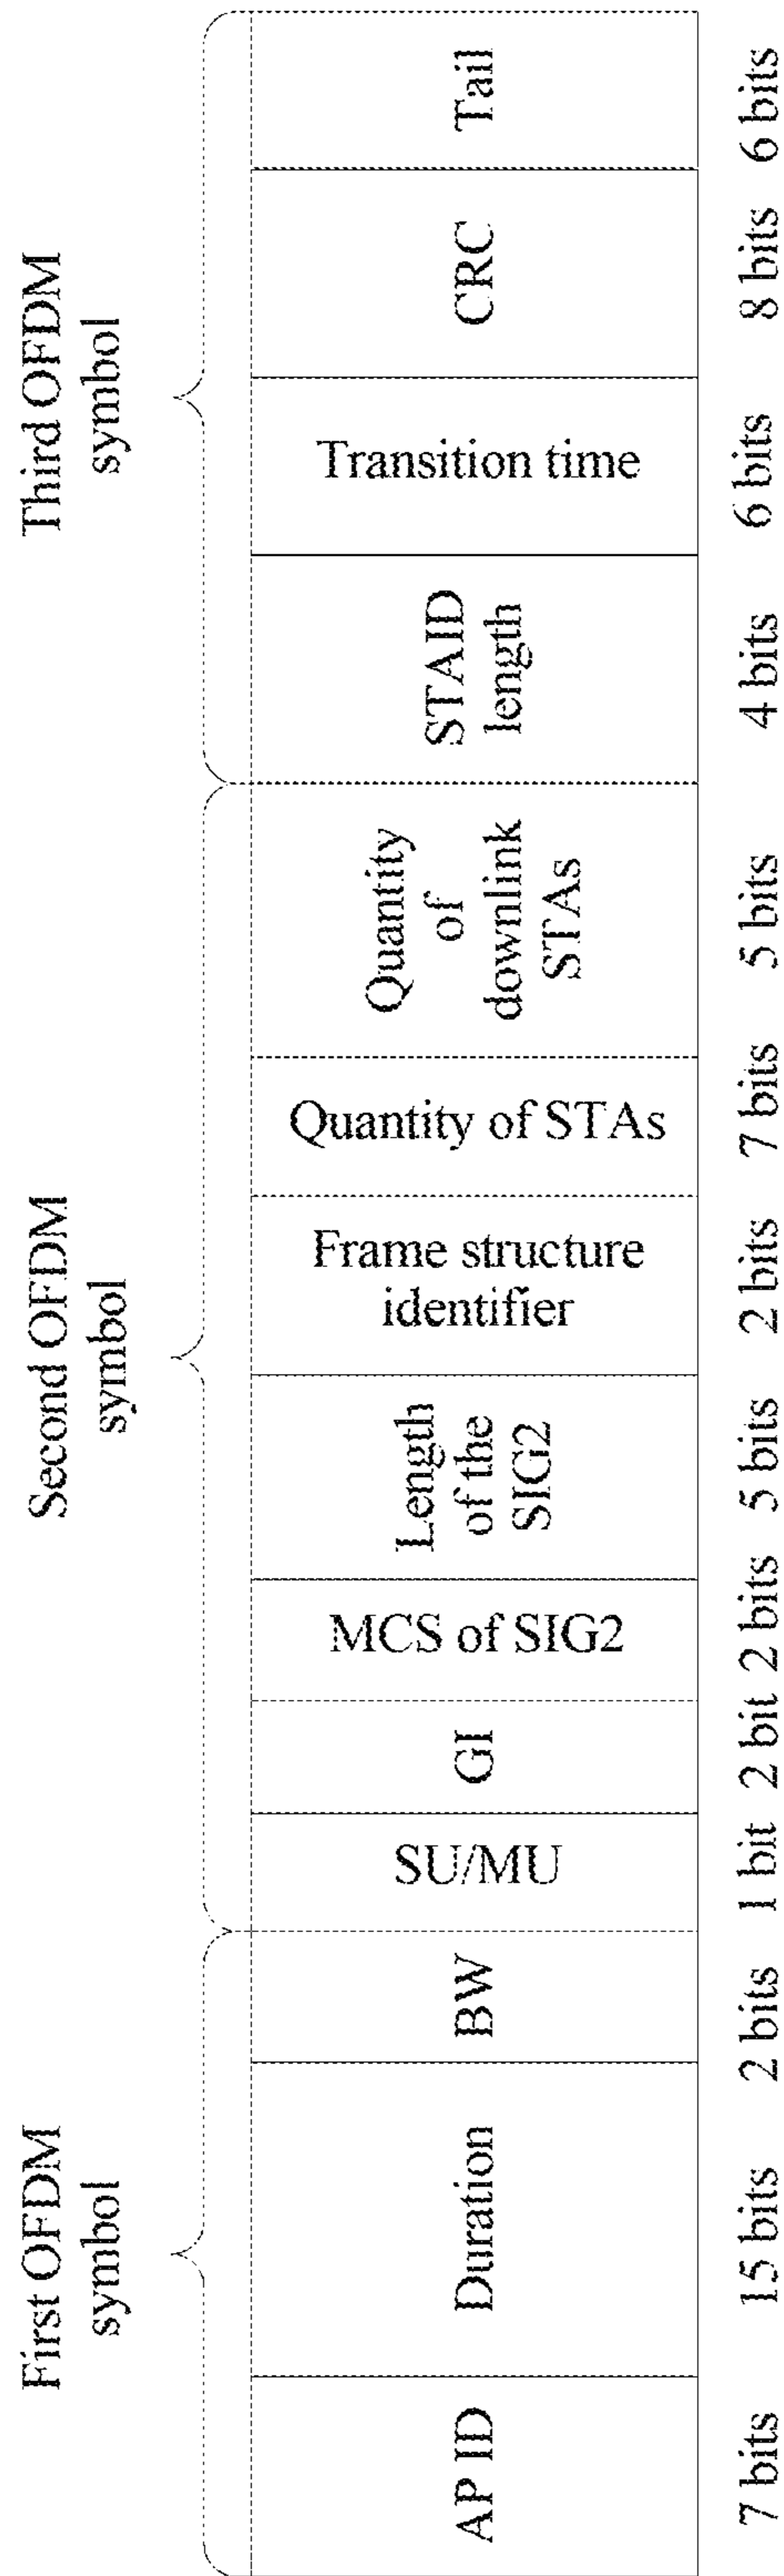 First OFDM
symbol
Second OFDM
symbol
Third OFDM
symbol
AP ID
Duration
BW
SU/MU
GI
MCS of SIG2
Length
of the
SIG2
Frame structure
identifier
Quantity of STAs
Quantity
of
downlink
STAs
STAID
length
Transition time
CRC
Tail
7 bits
15 bits
2 bits
1 bit
2 bit
2 bits
5 bits
2 bits
7 bits
5 bits
4 bits
6 bits
8 bits
6 bits